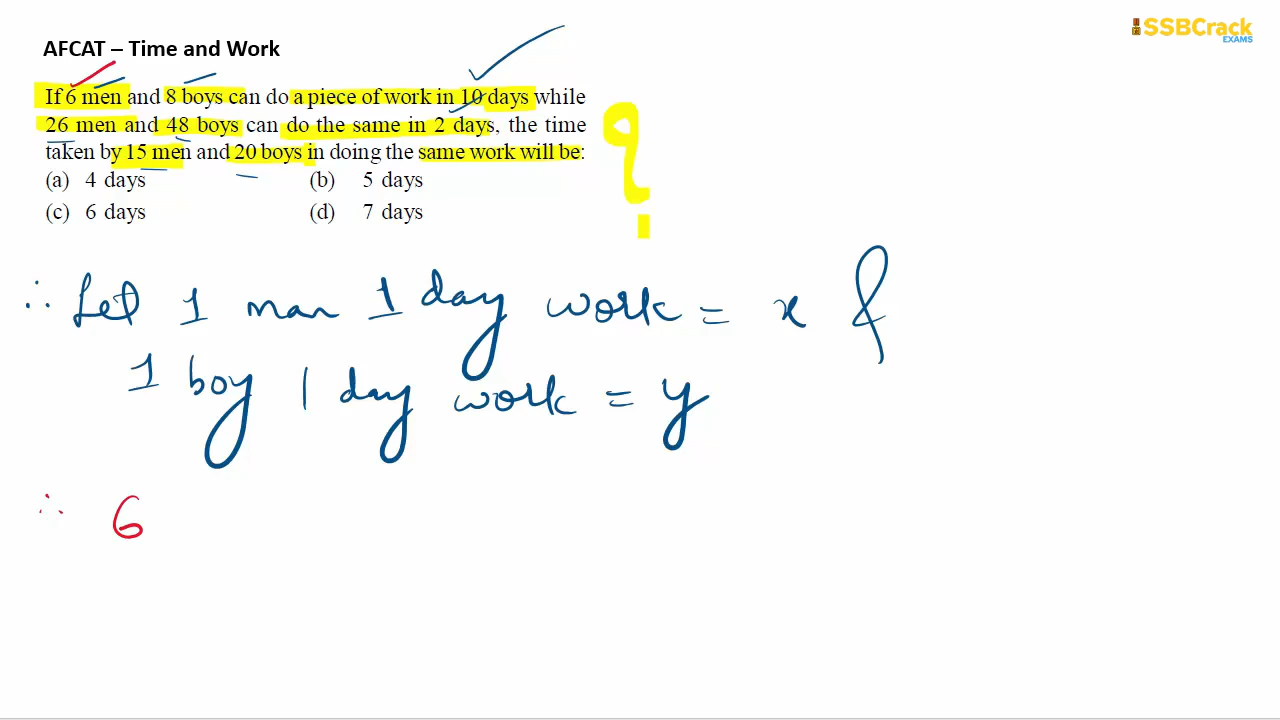 SSBCrack
EXAMS
AFCAT – Time and Work
If 6 men and 8 boys can do a piece of work in 10 days while
26 men and 48 boys can do the same in 2 days, the time
taken by 15 men and 20 boys in doing the same work will be:
(a) 4 days (b) 5 days
(c) 6 days (d) 7 days
?
∴ Let 1 man 1 day work = x &
1 boy 1 day work = y
∴ 6